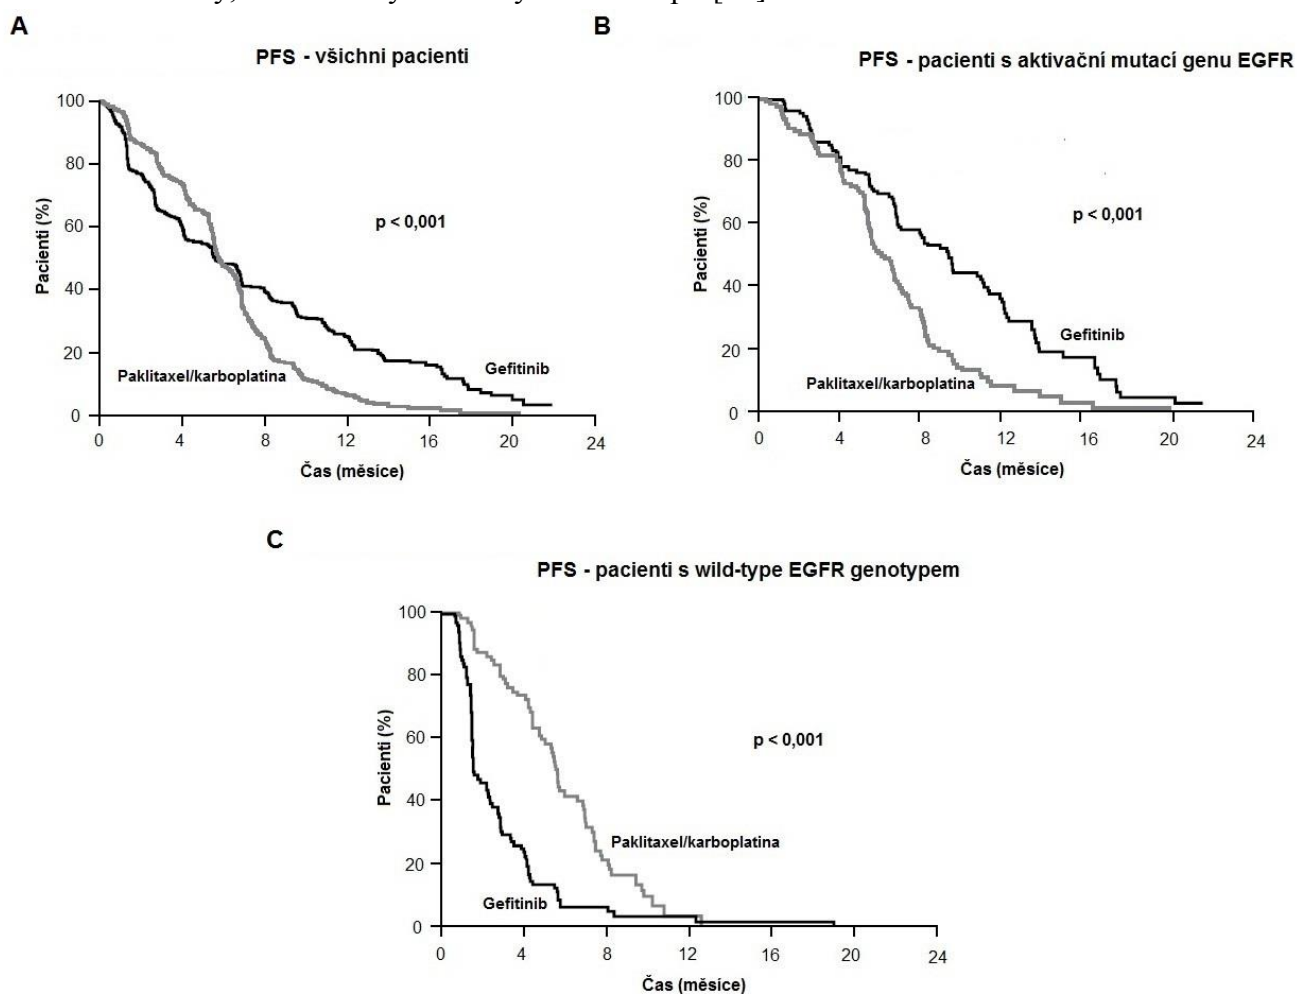 A
PFS - všichni pacienti
100
80
60
40
20
0
Pacienti (%)
p < 0,001
Gefitinib
Paklitaxel/karboplatina
0 4 8 12 16 20 24
Čas (měsíce)
B
PFS - pacienti s aktivační mutací genu EGFR
100
80
60
40
20
0
Pacienti (%)
p < 0,001
Gefitinib
Paklitaxel/karboplatina
0 4 8 12 16 20 24
Čas (měsíce)
C
PFS - pacienti s wild-type EGFR genotypem
100
80
60
40
20
0
Pacienti (%)
p < 0,001
Paklitaxel/karboplatina
Gefitinib
0 4 8 12 16 20 24
Čas (měsíce)